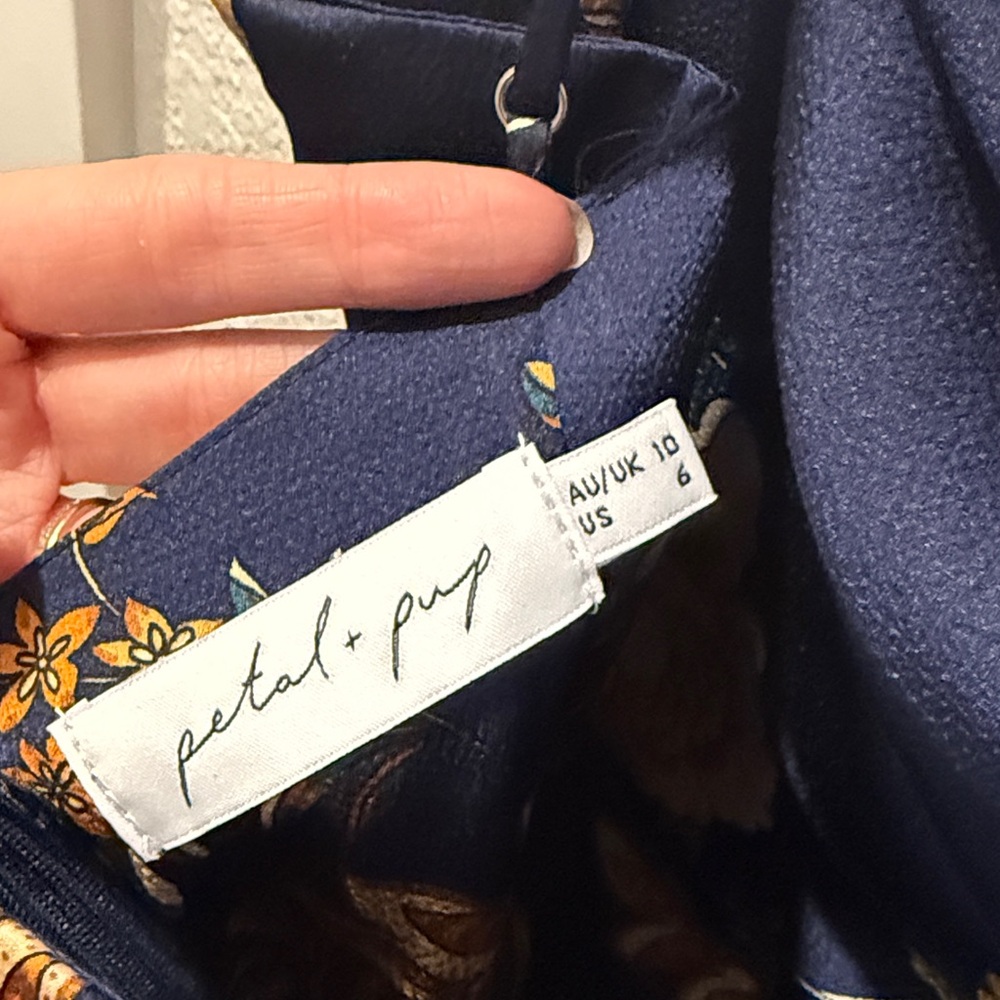 petal + pup
AU/UK 10
US 6